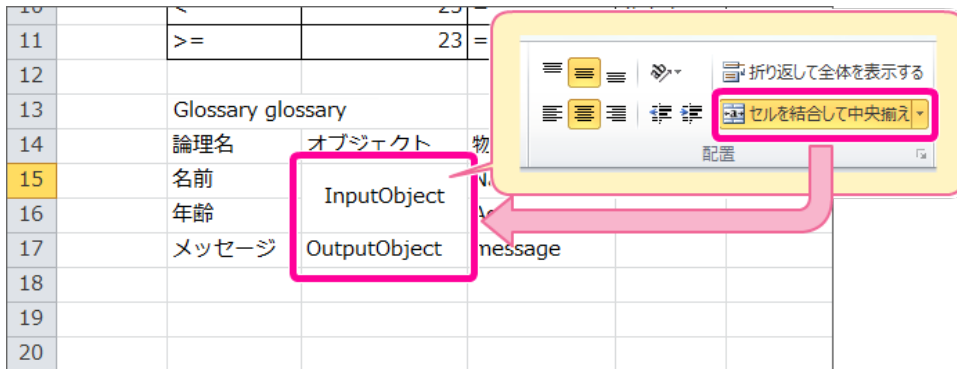 23 =
11 >= 23 =
12
13 Glossary glossary
14 論理名 オブジェクト 物
15 名前 InputObject
16 年齢
17 メッセージ OutputObject message
18
19
20
折り返して全体を表示する
セルを結合して中央揃え
配置